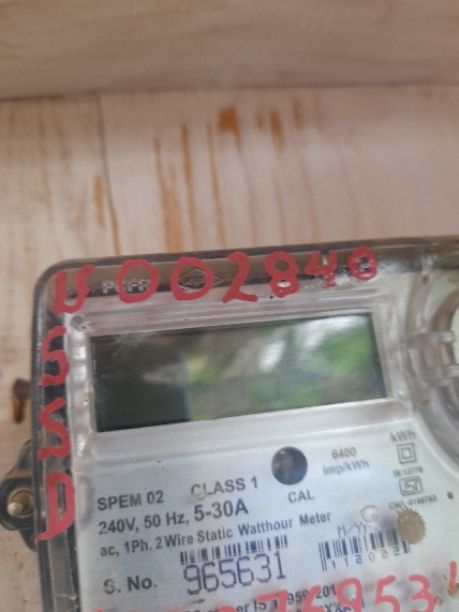 U002840
S
S
D
kWh
6400
imp/kWh
SPEM 02 CLASS 1
CAL
240V, 50 Hz, 5-30A
ac, 1Ph, 2 Wire Static Watthour Meter
S. No. 965631